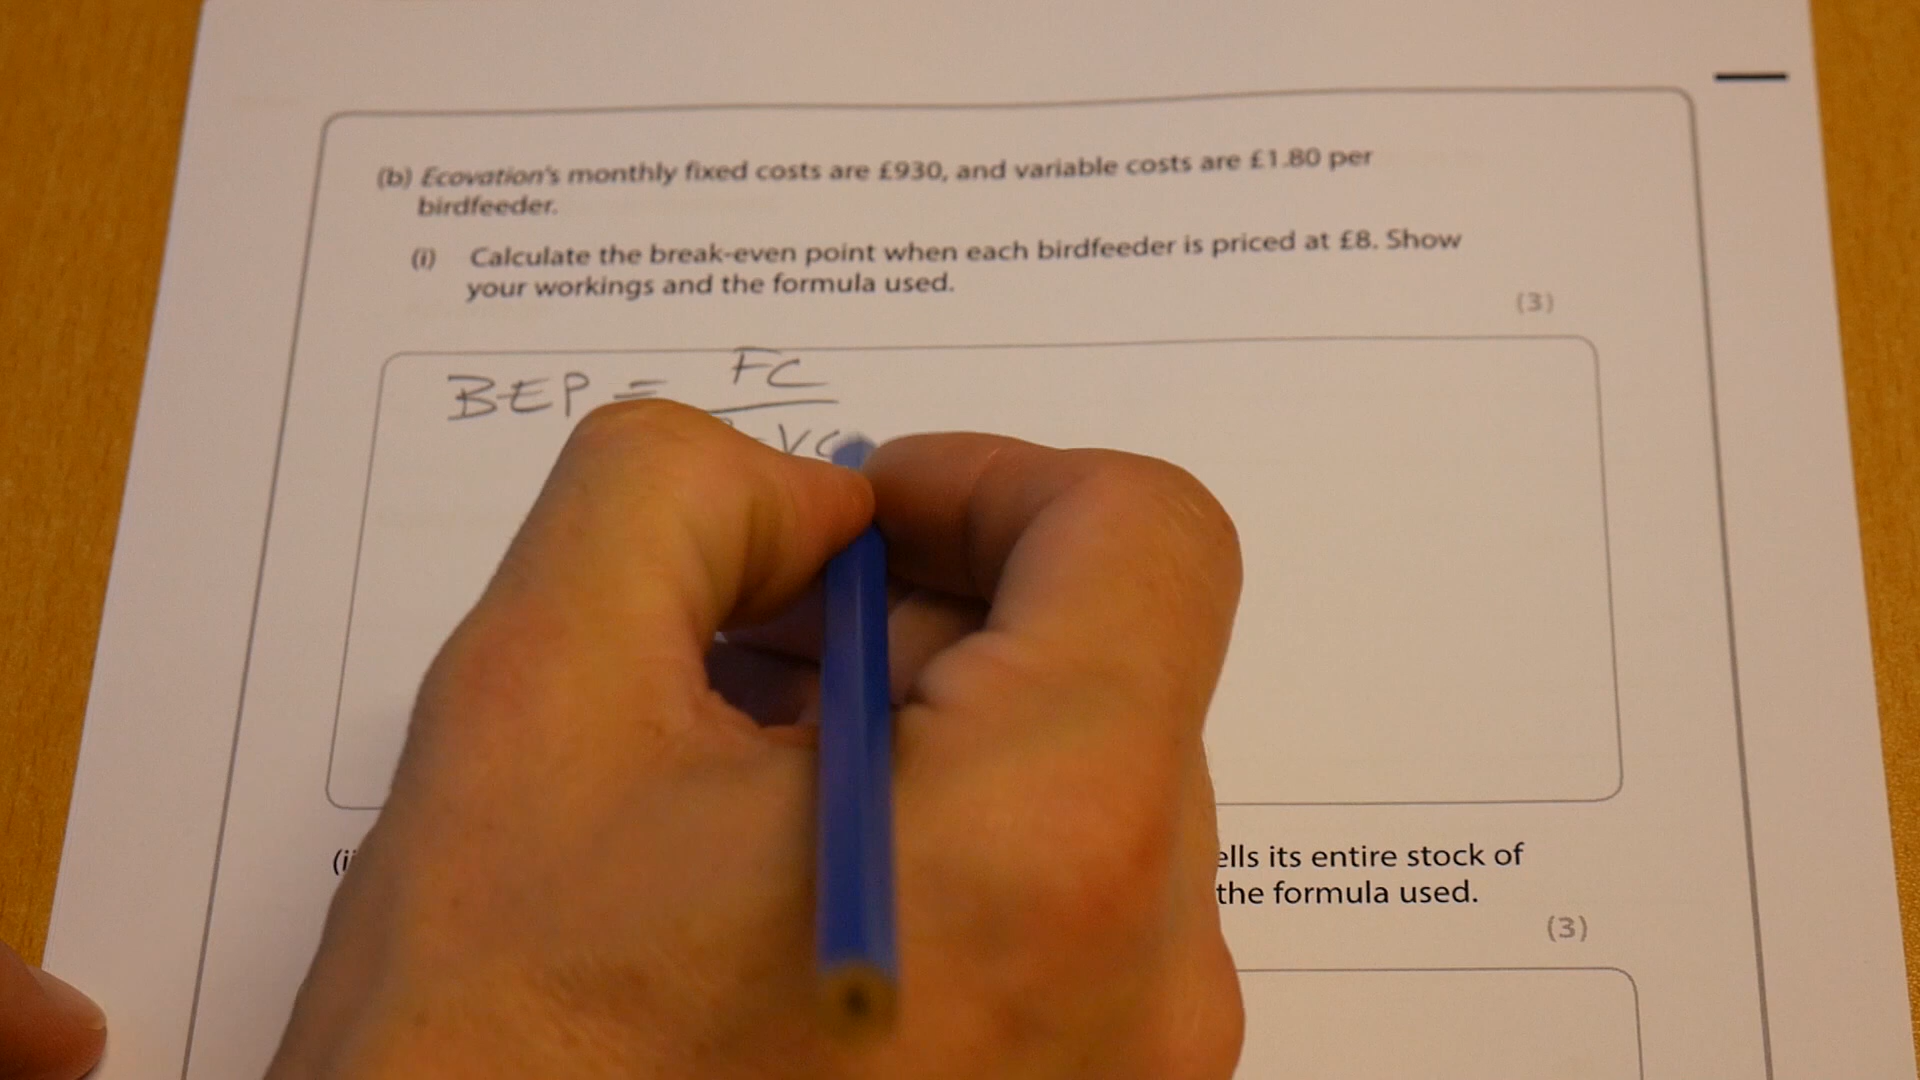 (b) Ecovation's monthly fixed costs are £930, and variable costs are £1.80 per
birdfeeder.
(i) Calculate the break-even point when each birdfeeder is priced at £8. Show
your workings and the formula used.
(3)
BEP = FC
VC
ells its entire stock of
the formula used.
(3)